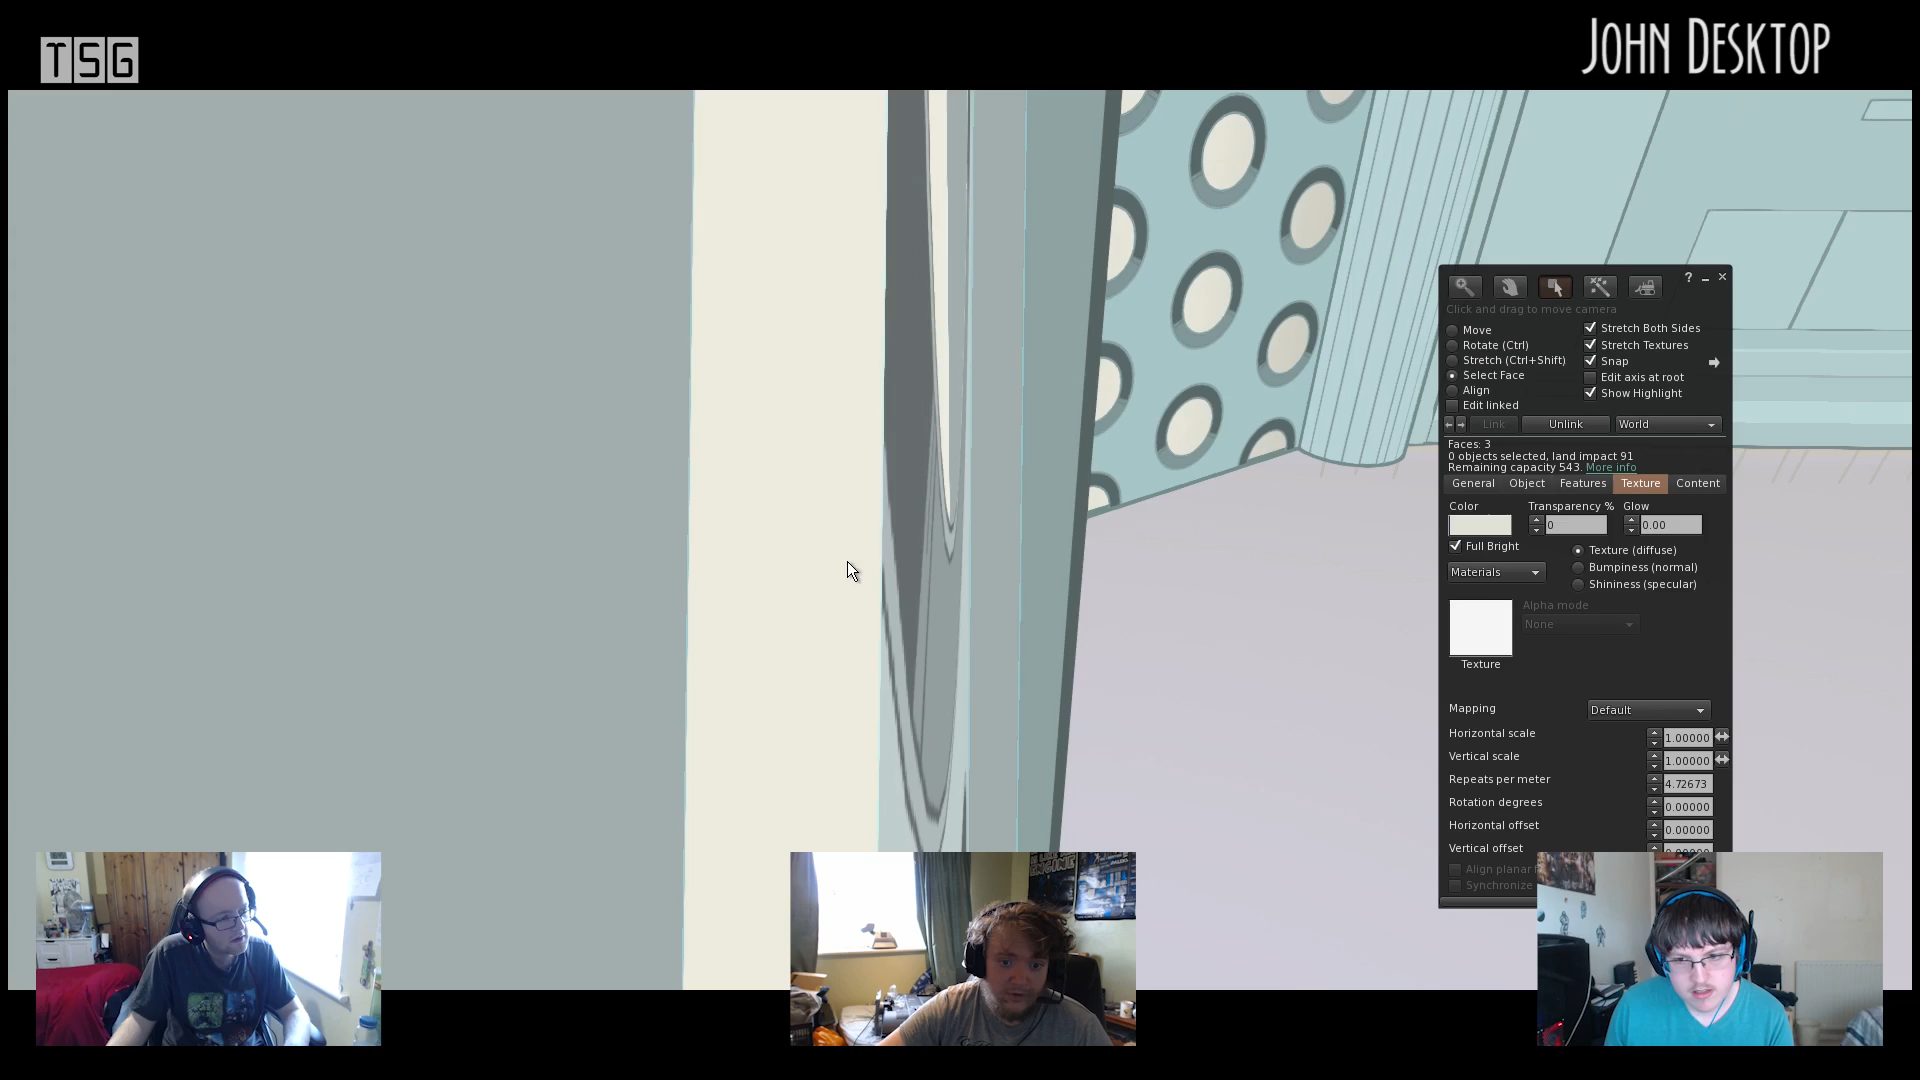 TSG
JOHN DESKTOP
?
Click and drag to move camera
Move
Rotate (Ctrl)
Stretch (Ctrl+Shift)
Select Face
Align
Edit linked
Stretch Both Sides
Stretch Textures
Snap
Edit axis at root
Show Highlight
Link
Unlink
World
Faces: 3
0 objects selected, land impact 91
Remaining capacity 543. More info
General Object Features Texture Content
Color
Transparency %
Glow
0
0.00
Full Bright
Materials
Texture (diffuse)
Bumpiness (normal)
Shininess (specular)
Alpha mode
None
Texture
Mapping
Default
Horizontal scale
1.00000
Vertical scale
1.00000
Repeats per meter
4.72673
Rotation degrees
0.00000
Horizontal offset
0.00000
Vertical offset
Align planar
Synchronize